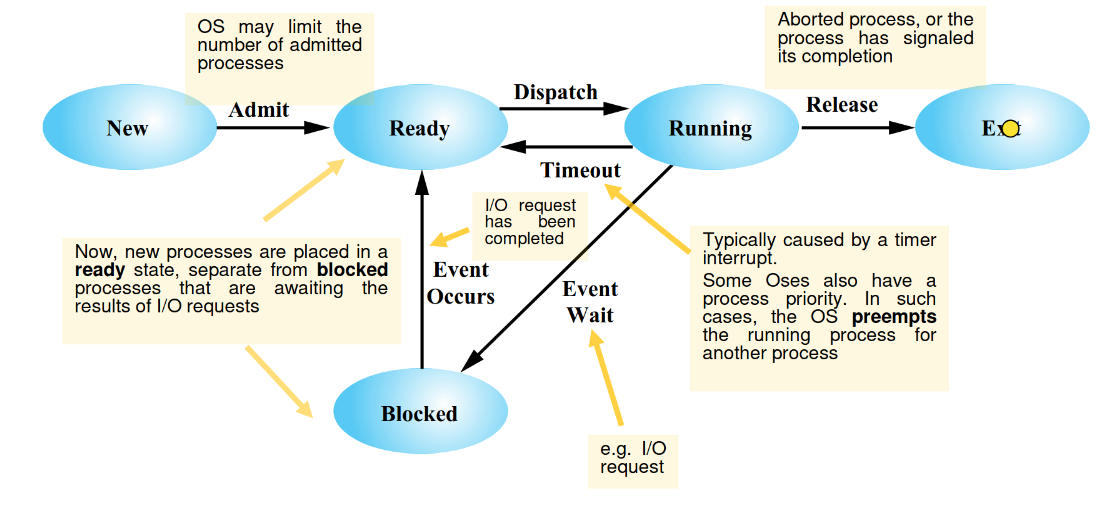 OS may limit the
number of admitted
processes
Aborted process, or the
process has signaled
its completion
New
Admit
Ready
Dispatch
Timeout
Running
Release
I/O request
has been
completed
Now, new processes are placed in a
ready state, separate from blocked
processes that are awaiting the
results of I/O requests
Event
Occurs
Event
Wait
Typically caused by a timer
interrupt.
Some Oses also have a
process priority. In such
cases, the OS preempts
the running process for
another process
Blocked
e.g. I/O
request